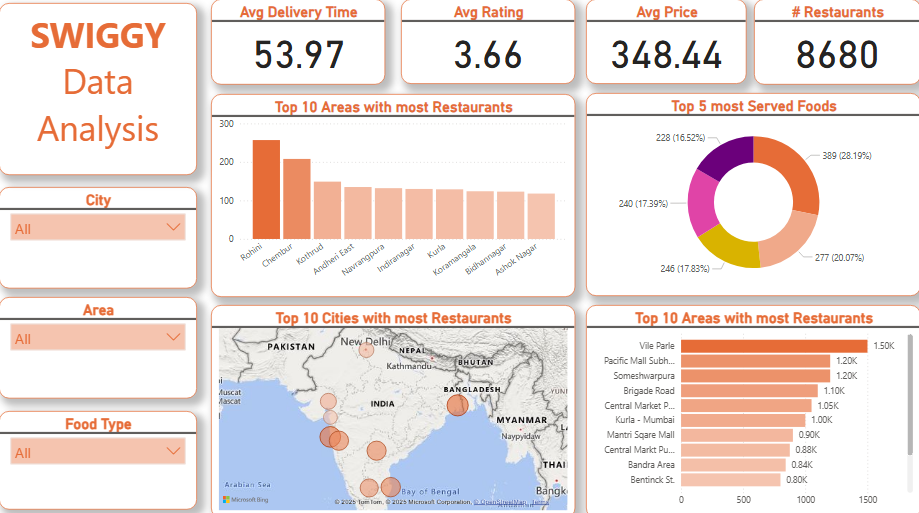 SWIGGY
Data
Analysis
City
All
Area
All
Food Type
All
Avg Delivery Time
53.97
Avg Rating
3.66
Avg Price
348.44
# Restaurants
8680
Top 10 Areas with most Restaurants
300
200
100
0
Rohini
Chembur
Kothrud
Andheri East
Navrangpura
Indiranagar
Kurla
Koramangala
Bidhannagar
Ashok Nagar
Top 5 most Served Foods
228 (16.52%)
389 (28.19%)
240 (17.39%)
246 (17.83%)
277 (20.07%)
Top 10 Cities with most Restaurants
PAKISTAN
New Delhi
NEPAL
Kathmandu
BHUTAN
BANGLADESH
INDIA
Muscat
Masqat
MYANMAR
Naypyidaw
THAI
Arabian Sea
Bay of Bengal
Bangk
Microsoft Bing
© 2025 TomTom, © 2025 Microsoft Corporation, © OpenStreetMap Terms
Top 10 Areas with most Restaurants
Vile Parle 1.50K
Pacific Mall Subh... 1.20K
Someshwarpura 1.20K
Brigade Road 1.10K
Central Market P... 1.05K
Kurla - Mumbai 1.00K
Mantri Sqare Mall 0.90K
Centrak Market Pu... 0.88K
Bandra Area 0.84K
Bentinck St. 0.80K
0 500 1000 1500